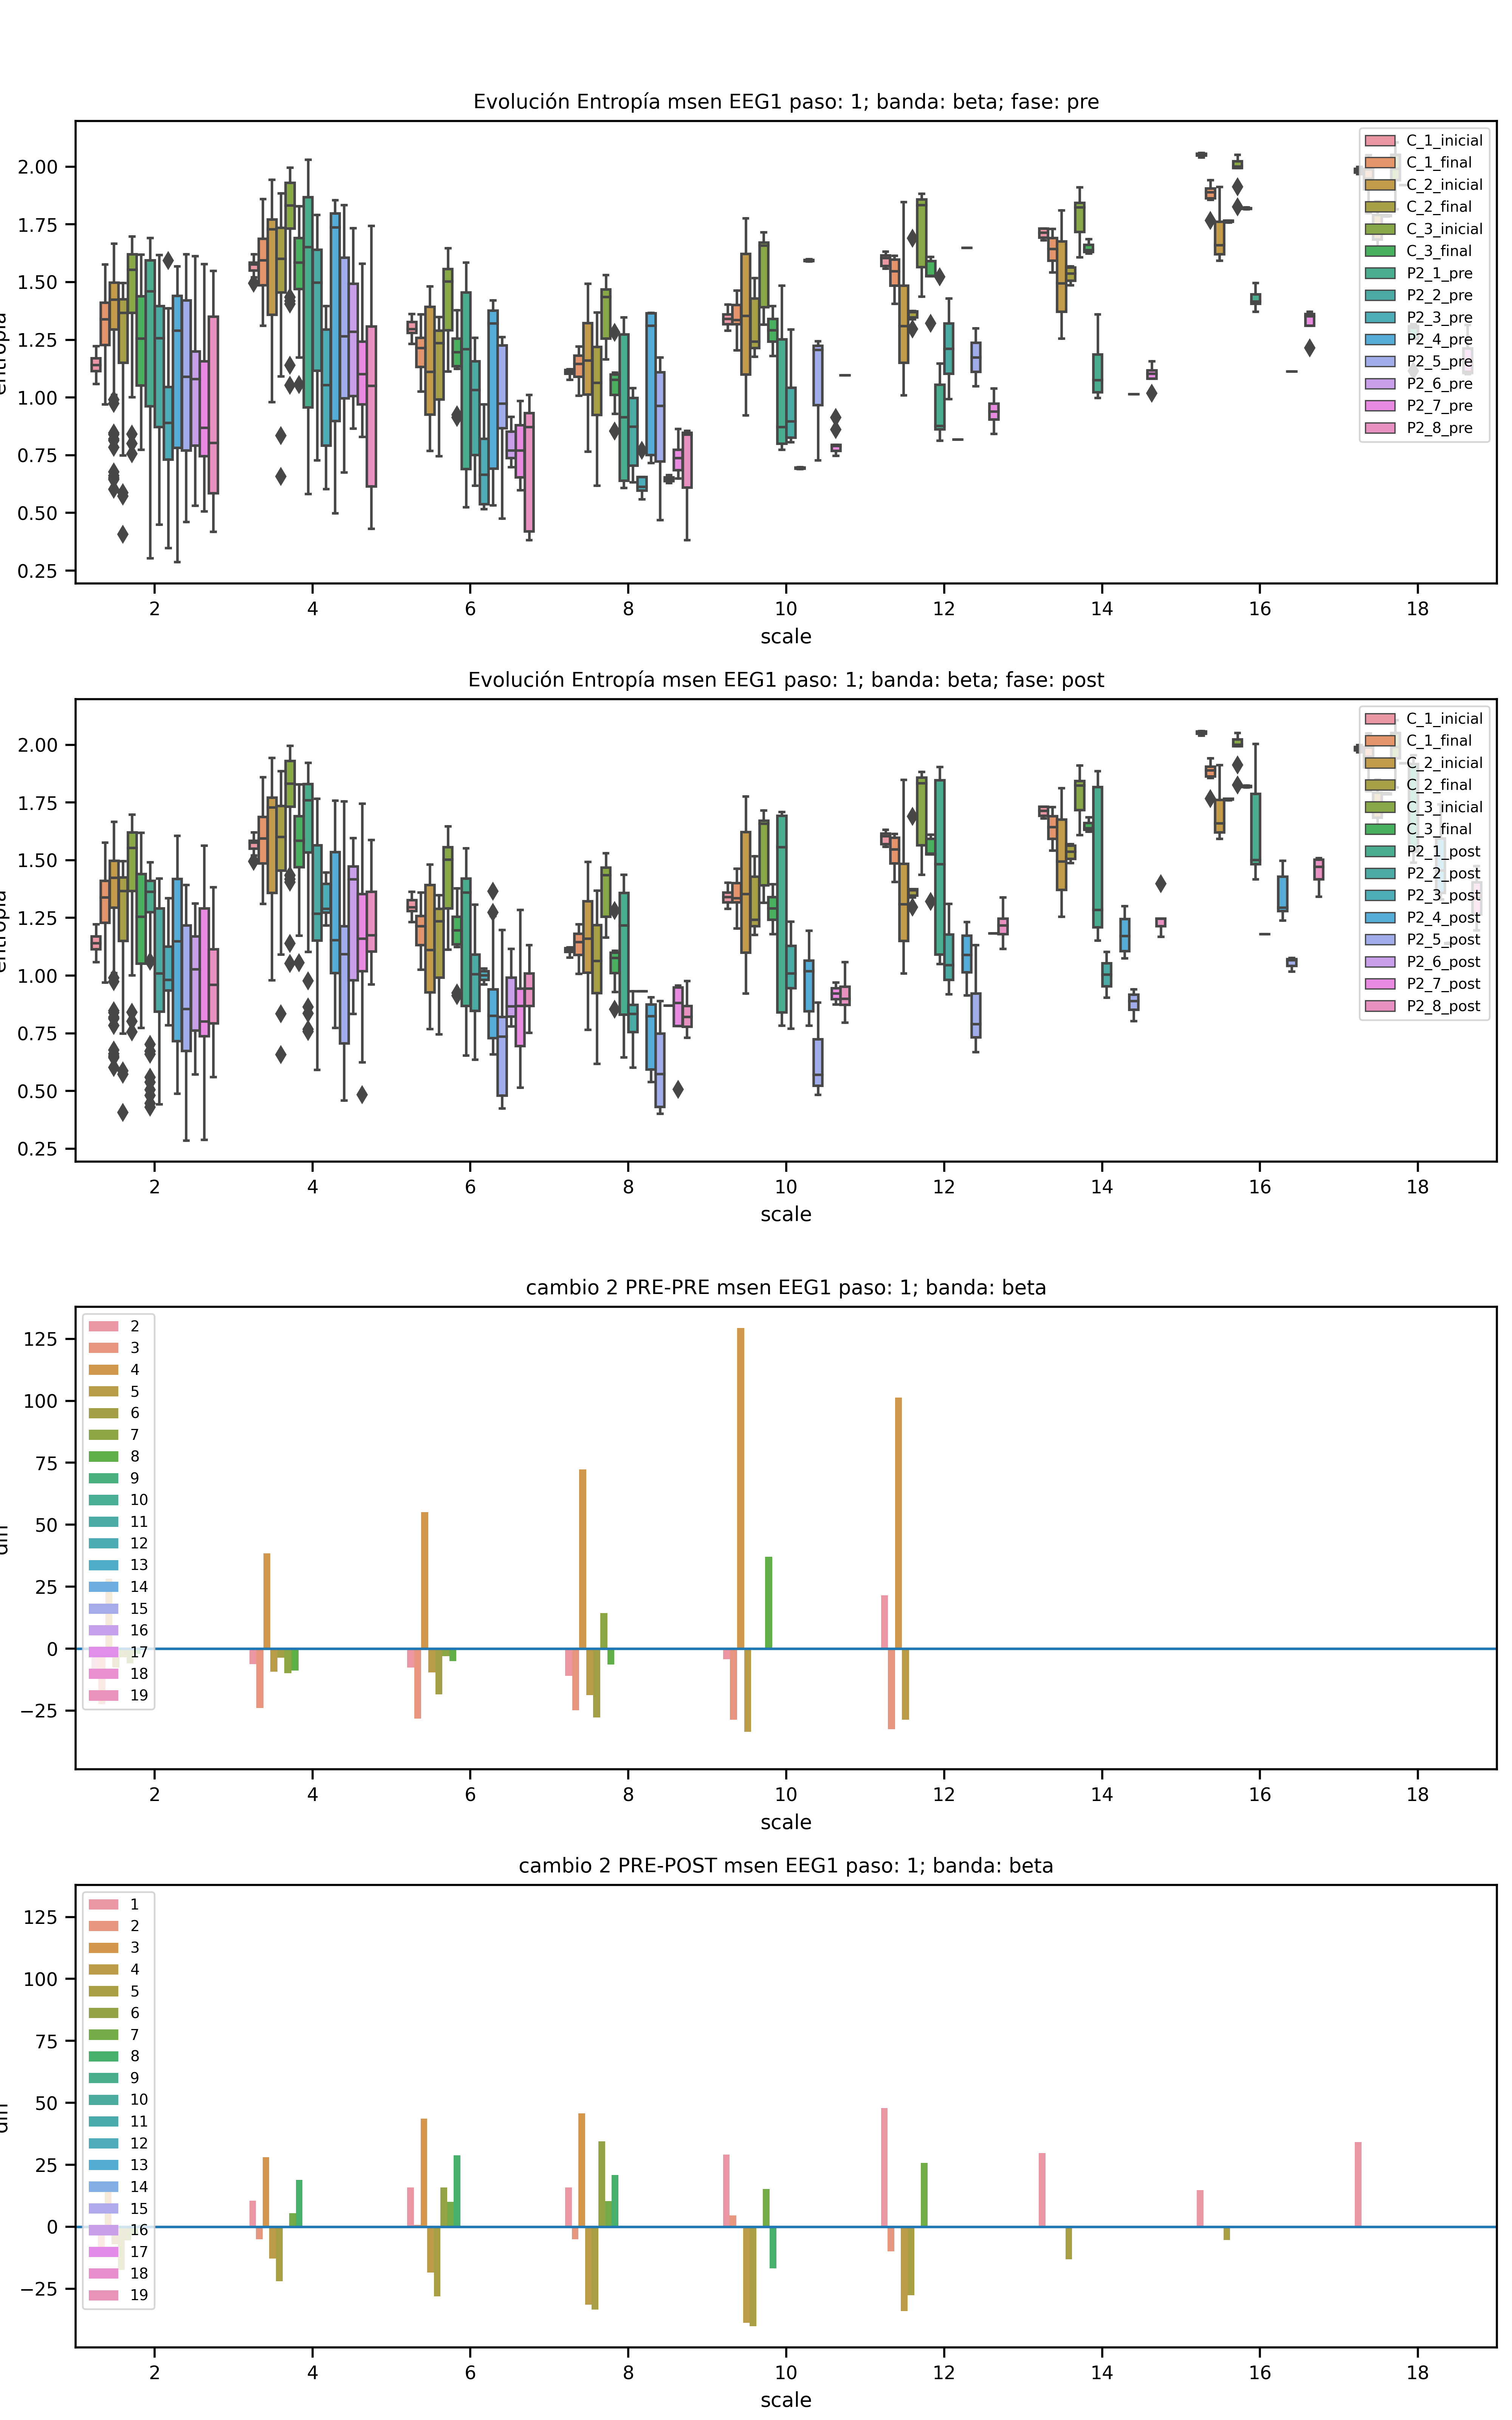 Evolución Entropía msen EEG1 paso: 1; banda: beta; fase: pre
2.00
1.75
1.50
1.25
1.00
0.75
0.50
0.25
2 4 6 8 10 12 14 16 18
scale
C_1_inicial
C_1_final
C_2_inicial
C_2_final
C_3_inicial
C_3_final
P2_1_pre
P2_2_pre
P2_3_pre
P2_4_pre
P2_5_pre
P2_6_pre
P2_7_pre
P2_8_pre
Evolución Entropía msen EEG1 paso: 1; banda: beta; fase: post
2.00
1.75
1.50
1.25
1.00
0.75
0.50
0.25
2 4 6 8 10 12 14 16 18
scale
C_1_inicial
C_1_final
C_2_inicial
C_2_final
C_3_inicial
C_3_final
P2_1_post
P2_2_post
P2_3_post
P2_4_post
P2_5_post
P2_6_post
P2_7_post
P2_8_post
cambio 2 PRE-PRE msen EEG1 paso: 1; banda: beta
125
100
75
50
25
0
−25
2
3
4
5
6
7
8
9
10
11
12
13
14
15
16
17
18
19
2 4 6 8 10 12 14 16 18
scale
cambio 2 PRE-POST msen EEG1 paso: 1; banda: beta
125
100
75
50
25
0
−25
1
2
3
4
5
6
7
8
9
10
11
12
13
14
15
16
17
18
19
2 4 6 8 10 12 14 16 18
scale